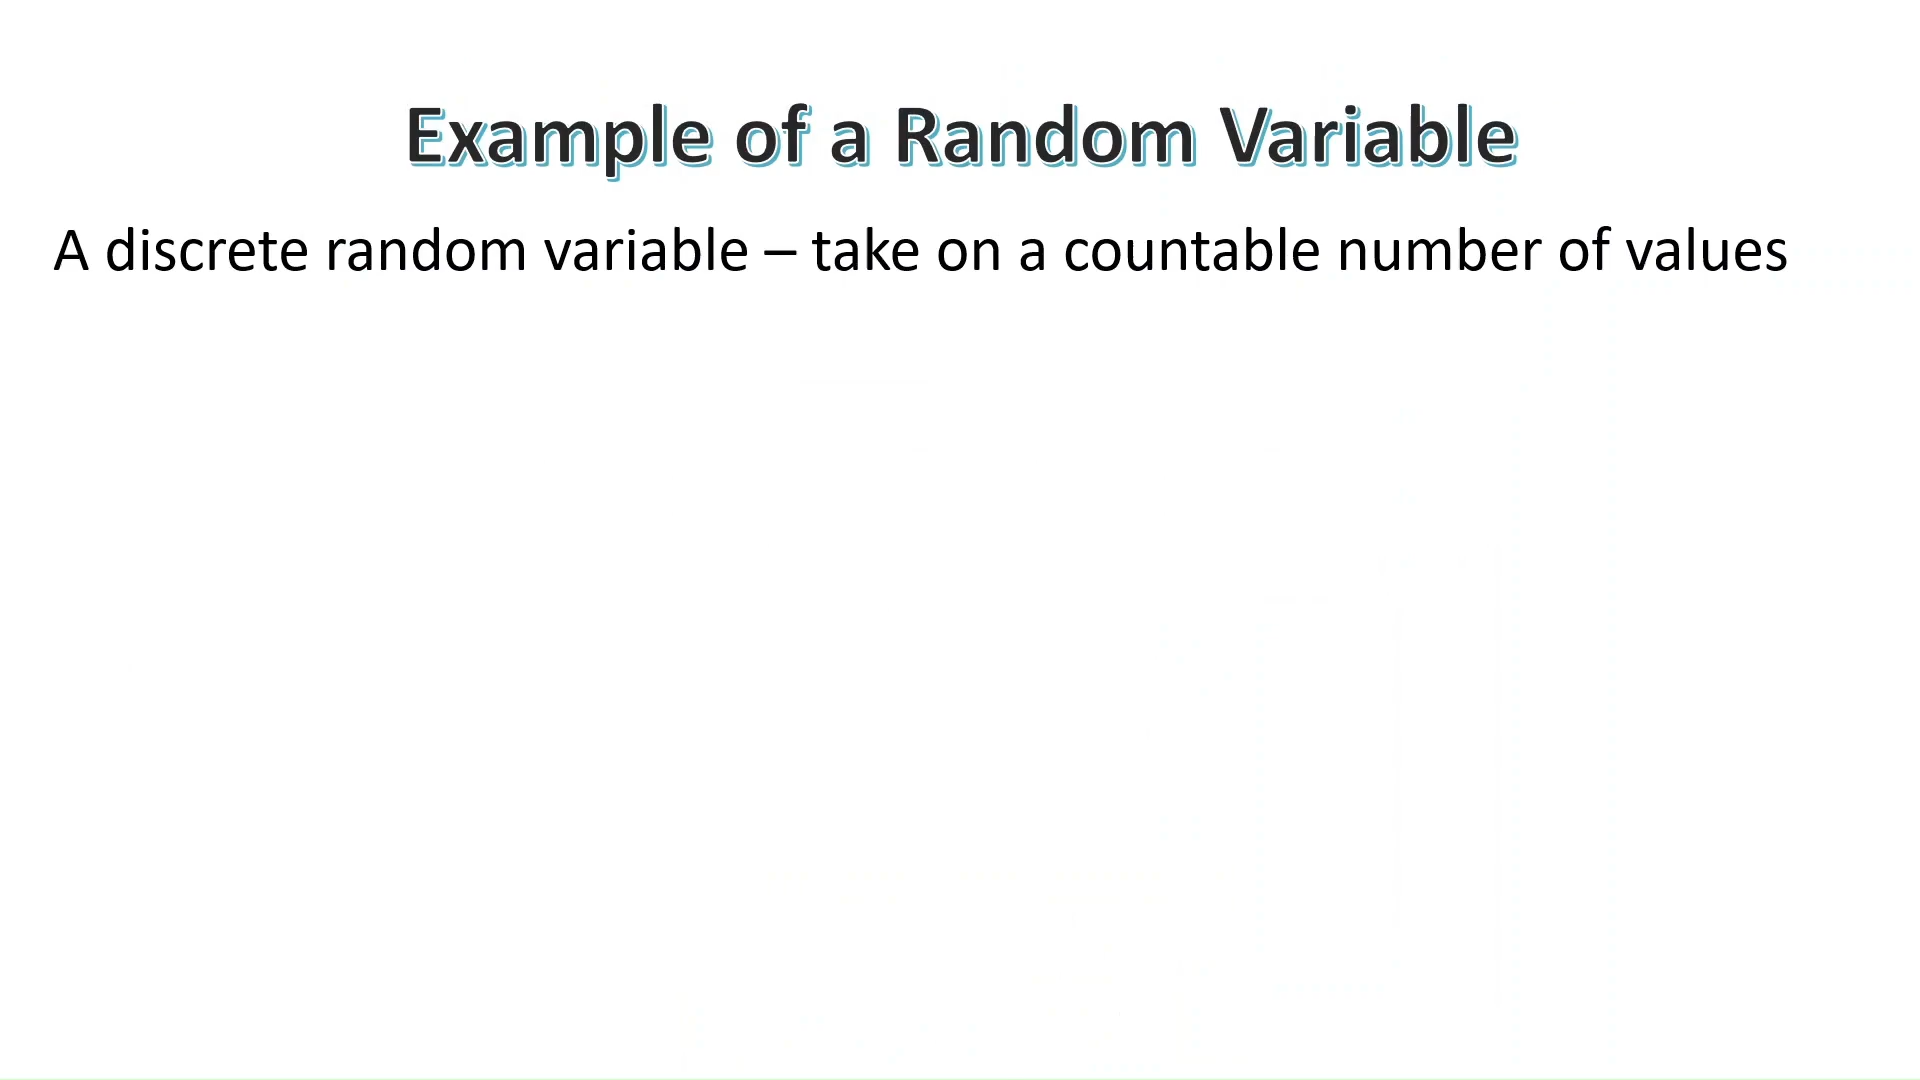 Example of a Random Variable
A discrete random variable – take on a countable number of values